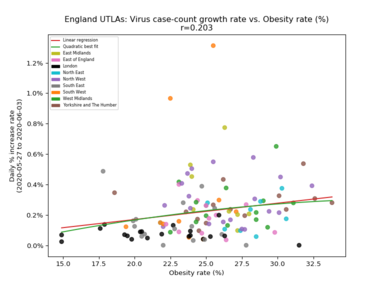 England UTLAs: Virus case-count growth rate vs. Obesity rate (%)
r=0.203
Linear regression
Quadratic best fit
East Midlands
East of England
London
North East
North West
South East
South West
West Midlands
Yorkshire and The Humber
Daily % increase rate
(2020-05-27 to 2020-06-03)
1.2%
1.0%
0.8%
0.6%
0.4%
0.2%
0.0%
15.0 17.5 20.0 22.5 25.0 27.5 30.0 32.5
Obesity rate (%)